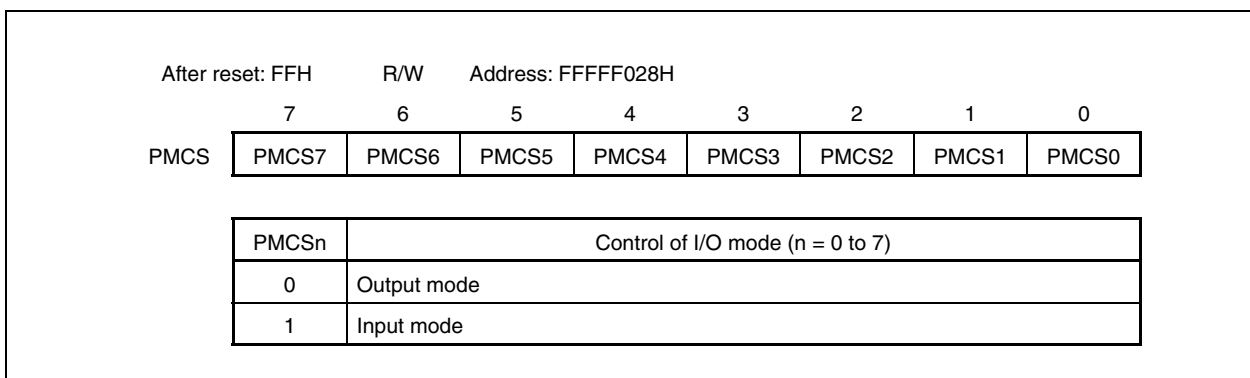 After reset: FFH R/W Address: FFFFF028H
7 6 5 4 3 2 1 0
PMCS PMCS7 PMCS6 PMCS5 PMCS4 PMCS3 PMCS2 PMCS1 PMCS0
PMCSn Control of I/O mode (n = 0 to 7)
0 Output mode
1 Input mode